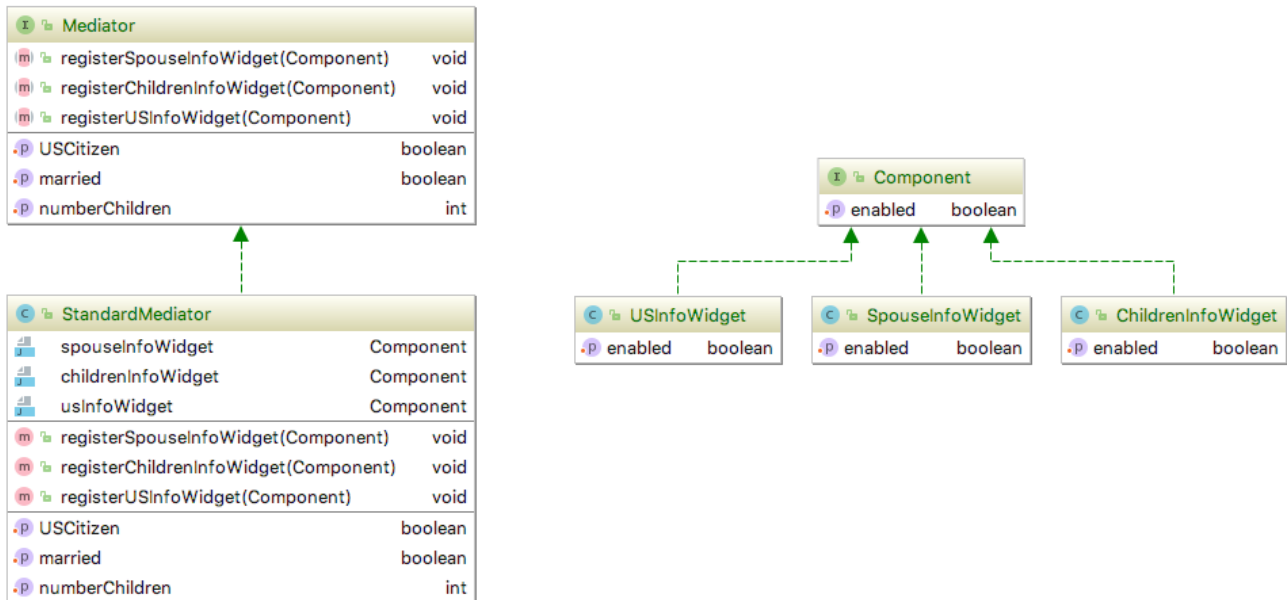 I Mediator
m registerSpouseInfoWidget(Component) void
m registerChildrenInfoWidget(Component) void
m registerUSInfoWidget(Component) void
p USCitizen boolean
p married boolean
p numberChildren int
I Component
p enabled boolean
C StandardMediator
J spouseInfoWidget Component
J childrenInfoWidget Component
J usInfoWidget Component
m registerSpouseInfoWidget(Component) void
m registerChildrenInfoWidget(Component) void
m registerUSInfoWidget(Component) void
p USCitizen boolean
p married boolean
p numberChildren int
C USInfoWidget
p enabled boolean
C SpouseInfoWidget
p enabled boolean
C ChildrenInfoWidget
p enabled boolean